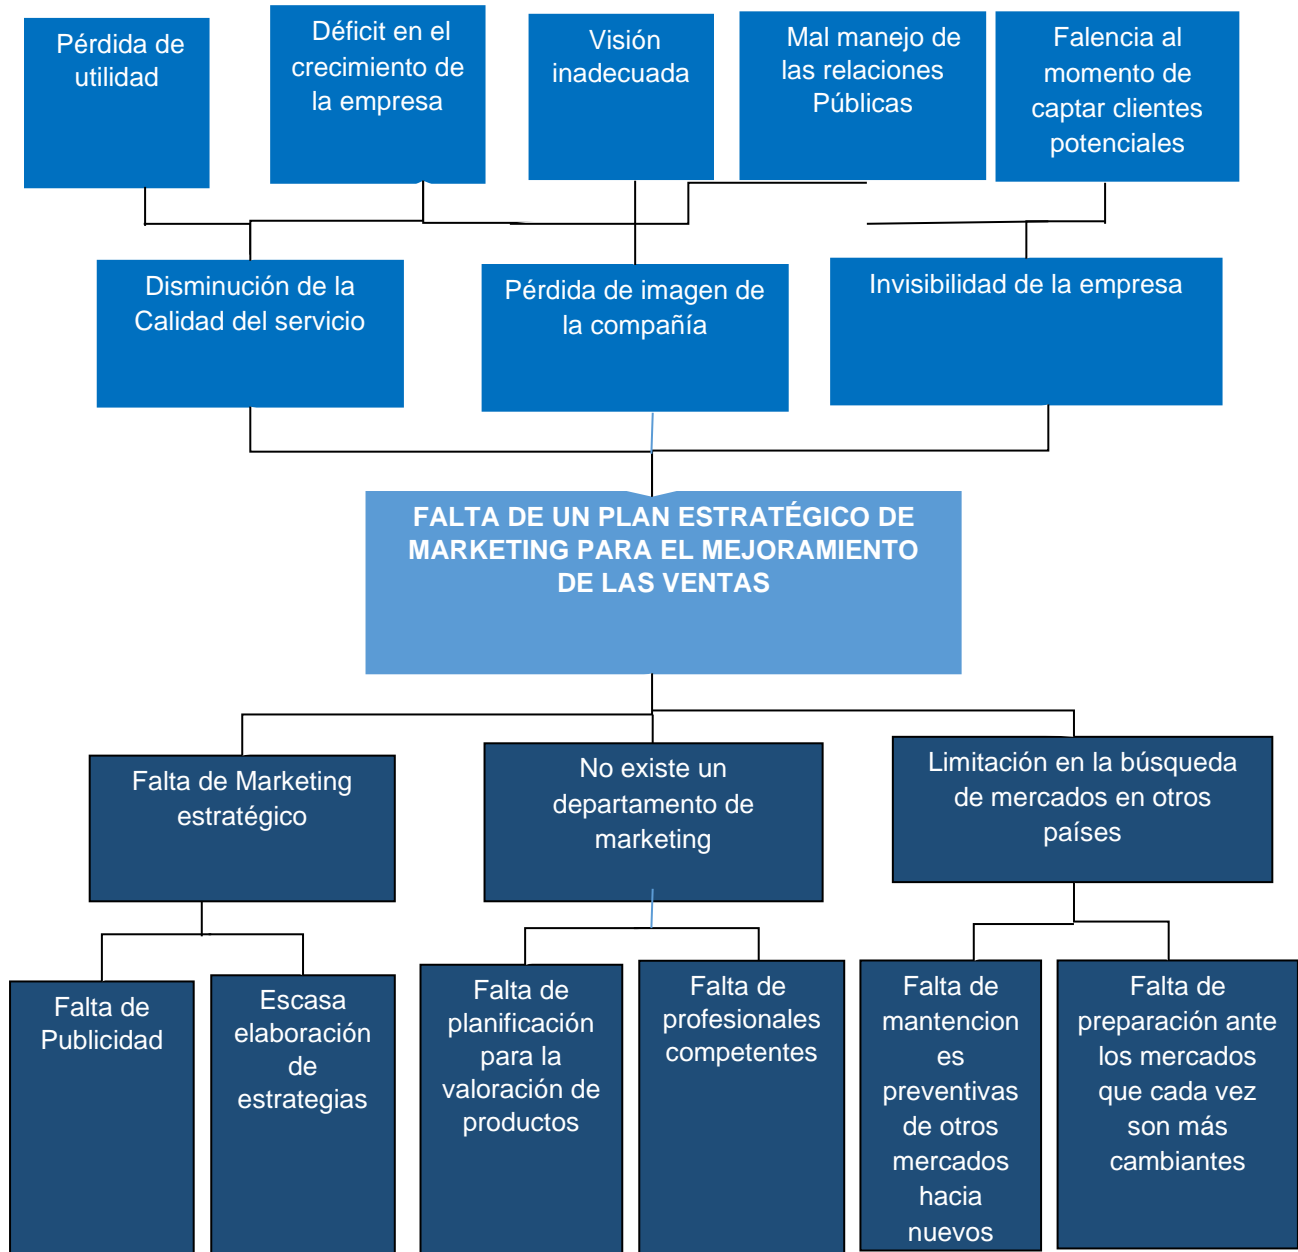 Pérdida de
utilidad
Déficit en el
crecimiento de
la empresa
Visión
inadecuada
Mal manejo de
las relaciones
Públicas
Falencia al
momento de
captar clientes
potenciales
Disminución de la
Calidad del servicio
Pérdida de imagen de
la compañía
Invisibilidad de la empresa
FALTA DE UN PLAN ESTRATÉGICO DE
MARKETING PARA EL MEJORAMIENTO
DE LAS VENTAS
Falta de Marketing
estratégico
No existe un
departamento de
marketing
Limitación en la búsqueda
de mercados en otros
países
Falta de
Publicidad
Escasa
elaboración
de
estrategias
Falta de
planificación
para la
valoración de
productos
Falta de
profesionales
competentes
Falta de
mantencion
es
preventivas
de otros
mercados
hacia
nuevos
Falta de
preparación ante
los mercados
que cada vez
son más
cambiantes